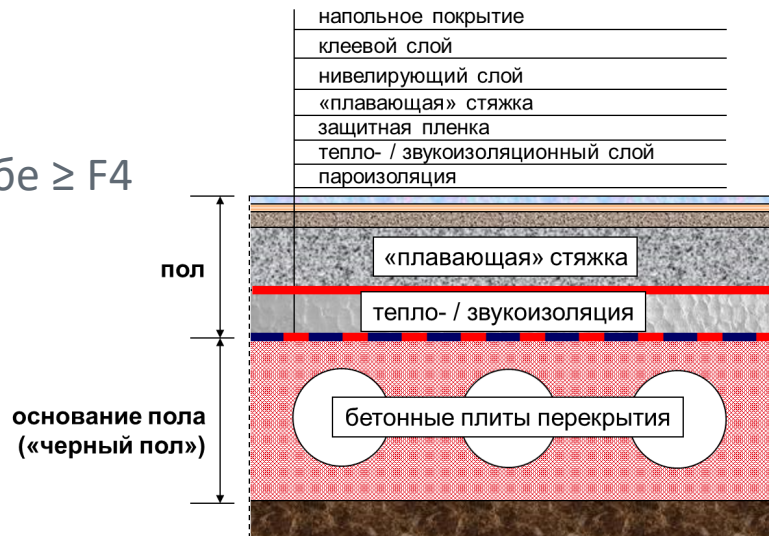 напольное покрытие
клеевой слой
нивелирующий слой
«плавающая» стяжка
защитная пленка
тепло- / звукоизоляционный слой
пароизоляция
≥ F4
пол
«плавающая» стяжка
тепло- / звукоизоляция
основание пола
(«черный пол»)
бетонные плиты перекрытия